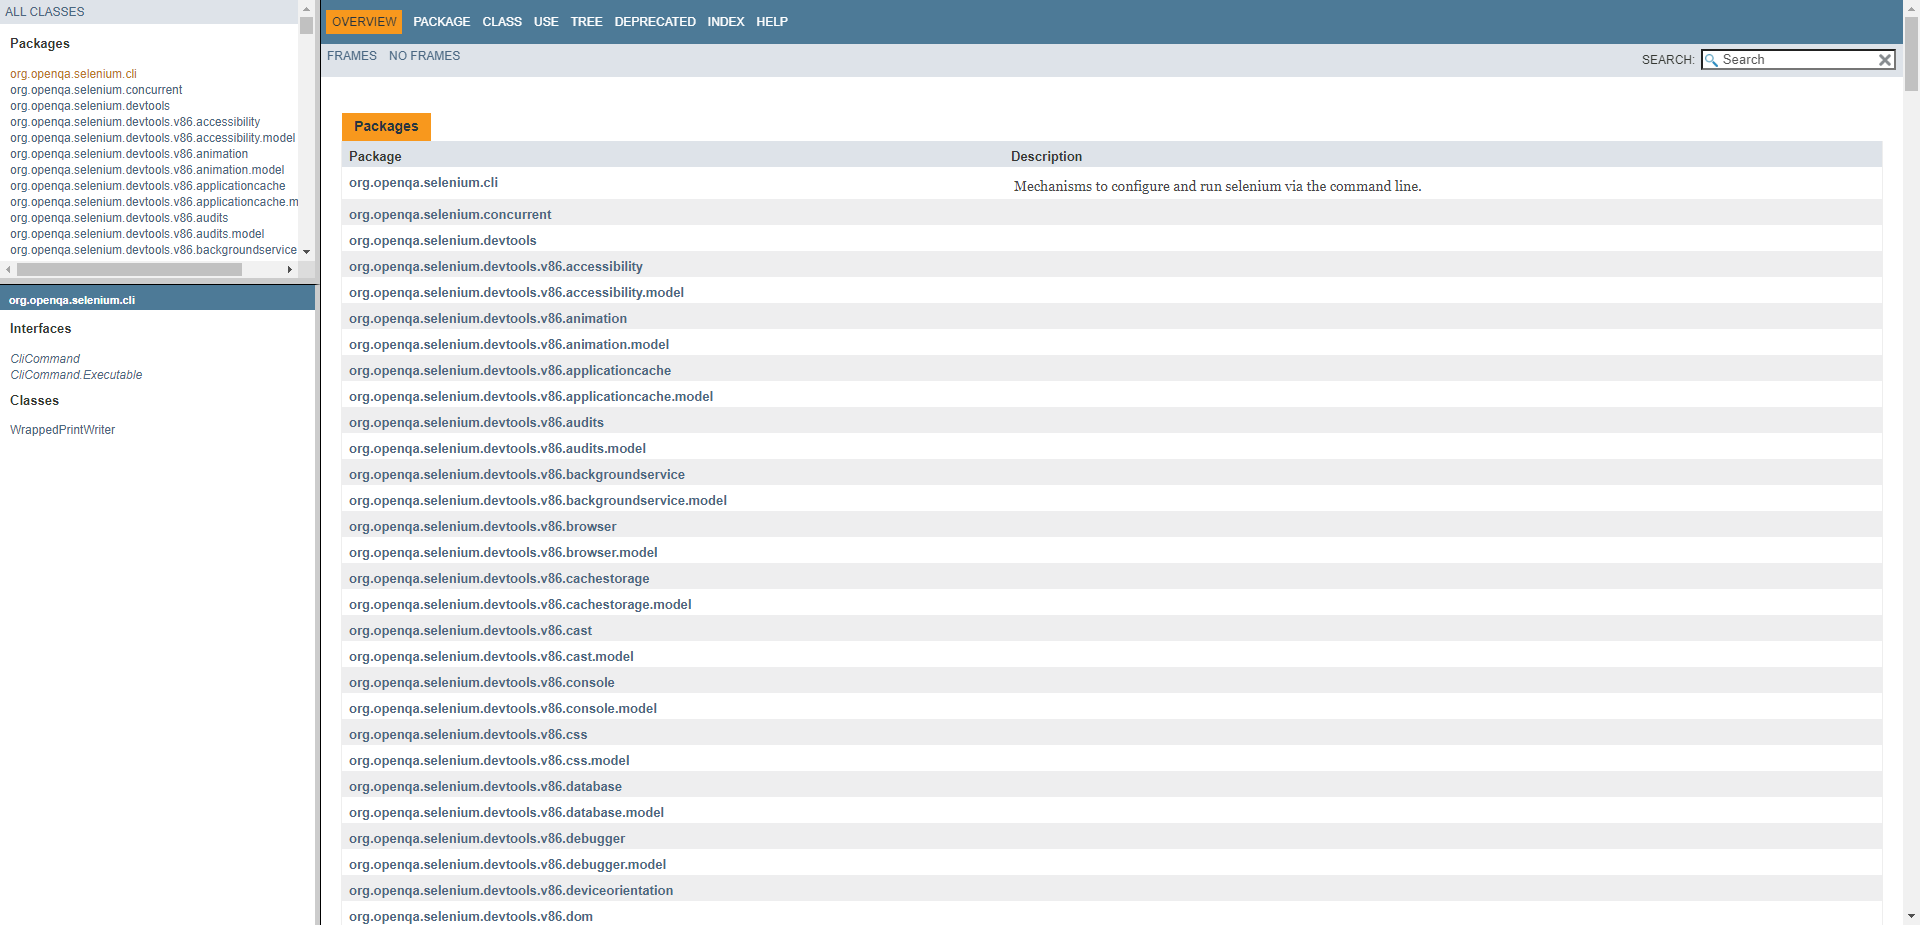 ALL CLASSES
Packages
org.openqa.selenium.cli
org.openqa.selenium.concurrent
org.openqa.selenium.devtools
org.openqa.selenium.devtools.v86.accessibility
org.openqa.selenium.devtools.v86.accessibility.model
org.openqa.selenium.devtools.v86.animation
org.openqa.selenium.devtools.v86.animation.model
org.openqa.selenium.devtools.v86.applicationcache
org.openqa.selenium.devtools.v86.applicationcache.m
org.openqa.selenium.devtools.v86.audits
org.openqa.selenium.devtools.v86.audits.model
org.openqa.selenium.devtools.v86.backgroundservice
org.openqa.selenium.cli
Interfaces
CliCommand
CliCommand.Executable
Classes
WrappedPrintWriter
OVERVIEW PACKAGE CLASS USE TREE DEPRECATED INDEX HELP
FRAMES NO FRAMES
SEARCH: Search
Packages
Package Description
org.openqa.selenium.cli Mechanisms to configure and run selenium via the command line.
org.openqa.selenium.concurrent
org.openqa.selenium.devtools
org.openqa.selenium.devtools.v86.accessibility
org.openqa.selenium.devtools.v86.accessibility.model
org.openqa.selenium.devtools.v86.animation
org.openqa.selenium.devtools.v86.animation.model
org.openqa.selenium.devtools.v86.applicationcache
org.openqa.selenium.devtools.v86.applicationcache.model
org.openqa.selenium.devtools.v86.audits
org.openqa.selenium.devtools.v86.audits.model
org.openqa.selenium.devtools.v86.backgroundservice
org.openqa.selenium.devtools.v86.backgroundservice.model
org.openqa.selenium.devtools.v86.browser
org.openqa.selenium.devtools.v86.browser.model
org.openqa.selenium.devtools.v86.cachestorage
org.openqa.selenium.devtools.v86.cachestorage.model
org.openqa.selenium.devtools.v86.cast
org.openqa.selenium.devtools.v86.cast.model
org.openqa.selenium.devtools.v86.console
org.openqa.selenium.devtools.v86.console.model
org.openqa.selenium.devtools.v86.css
org.openqa.selenium.devtools.v86.css.model
org.openqa.selenium.devtools.v86.database
org.openqa.selenium.devtools.v86.database.model
org.openqa.selenium.devtools.v86.debugger
org.openqa.selenium.devtools.v86.debugger.model
org.openqa.selenium.devtools.v86.deviceorientation
org.openqa.selenium.devtools.v86.dom